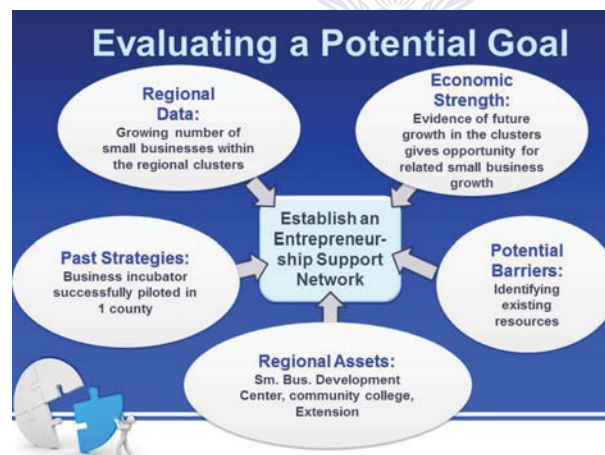 Evaluating a Potential Goal
Regional
Data:
Growing number of
small businesses within
the regional clusters
Economic
Strength:
Evidence of future
growth in the clusters
gives opportunity for
related small business
growth
Establish an
Entrepreneur-
ship Support
Network
Past Strategies:
Business incubator
successfully piloted in
1 county
Potential
Barriers:
Identifying
existing
resources
Regional Assets:
Sm. Bus. Development
Center, community college,
Extension